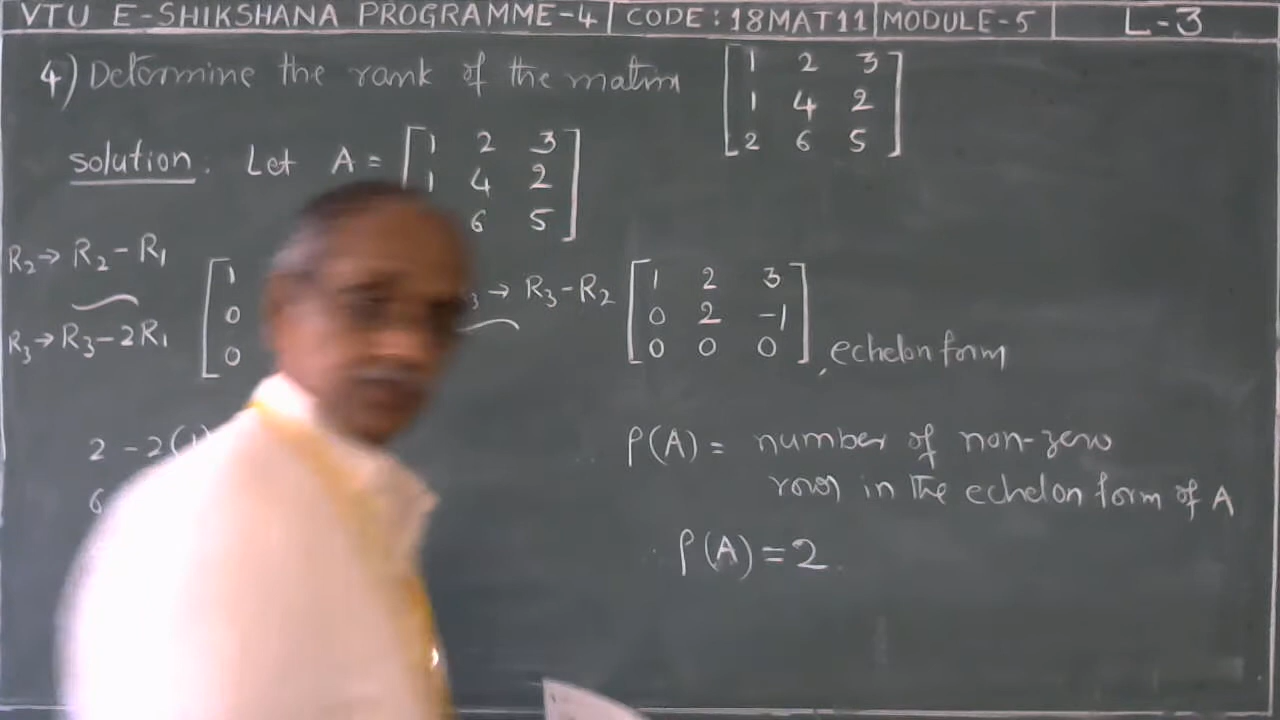 VTU E-SHIKSHANA PROGRAMME-4 | CODE: 18MAT11 | MODULE-5 | L-3
4) Determine the rank of the matrix [1 2 3
1 4 2
2 6 5]
solution. Let A = [1 2 3
1 4 2
6 5]
R2→ R2-R1
R3→R3-2R1
[1
0
0
3 → R3-R2
[1 2 3
0 2 -1
0 0 0] , echelon form
2 -2(1)
6
ρ(A) = number of non-zero
rows in the echelon form of A
ρ(A) = 2